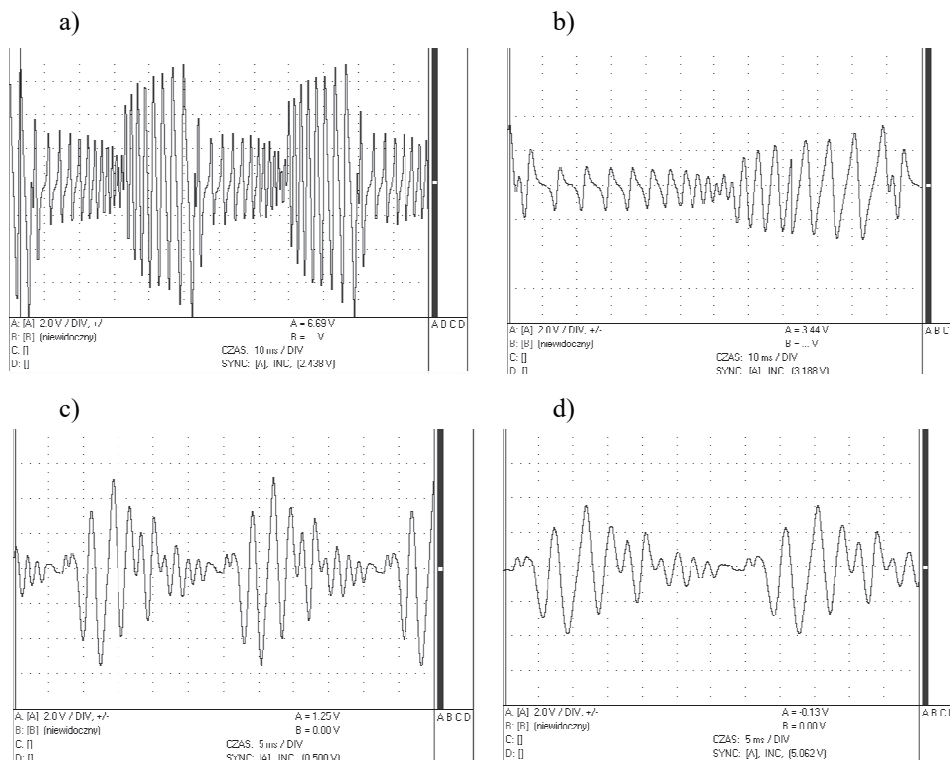 a)
b)
A: [A] 2.0 V / DIV, +/-
A = 6.69
B: [B] (niewidoczny)
B = ... V
C: []
CZAS: 10 ms / DIV
D: []
SYNC: [A], INC, (2.438 V)
A: [A] 2.0 V / DIV, +/-
A = 3.44
B: [B] (niewidoczny)
B = ... V
A B C
C: []
CZAS: 10 ms / DIV
D: []
SYNC: [A], INC, (3.188 V)
c)
d)
A: [A] 2.0 V / DIV, +/-
A = 1.25 V
A B C D
B: [B] (niewidoczny)
B = 0.00 V
C: []
CZAS: 5 ms / DIV
D: []
SYNC: [A], INC, (0.500 V)
A: [A] 2.0 V / DIV, +/-
A = -0.13 V
A B C
B: [B] (niewidoczny)
B = 0.00 V
C: []
CZAS: 5 ms / DIV
D: []
SYNC: [A], INC, (5.062 V)